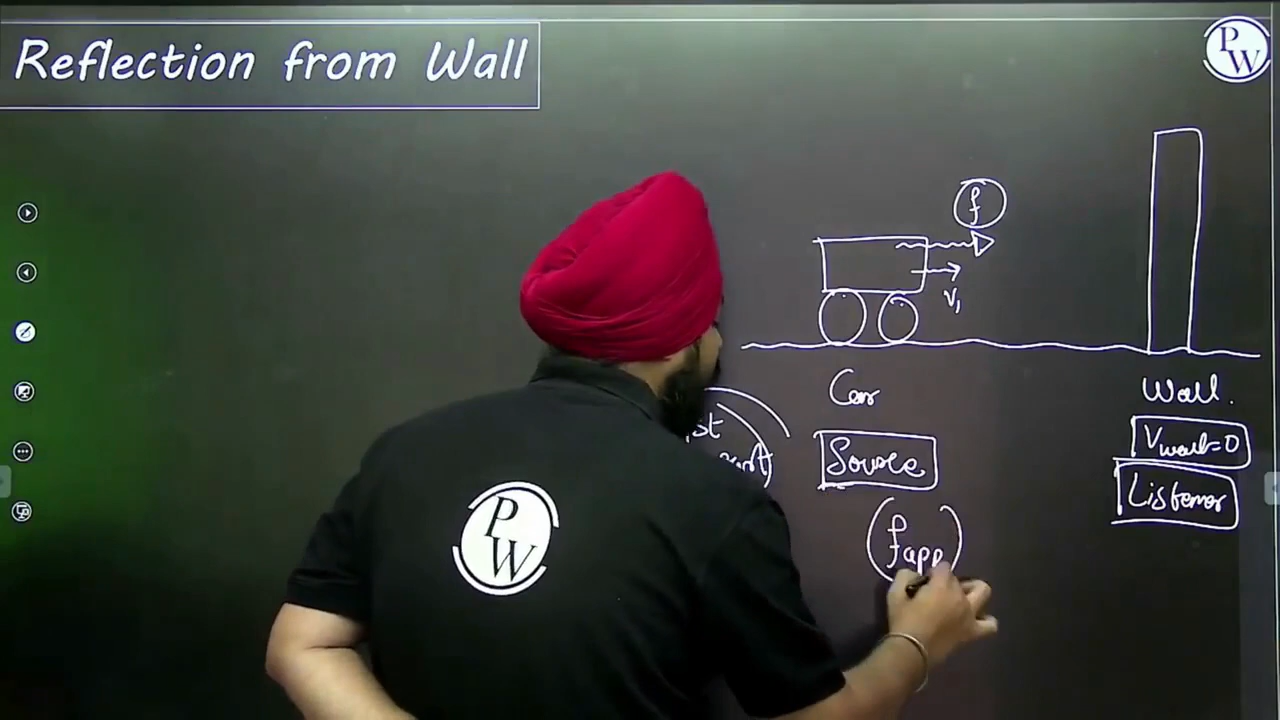 Reflection from Wall
PW
f
V₁
Car
Wall.
Vwall=0
Source
Listener
(fapp)
PW